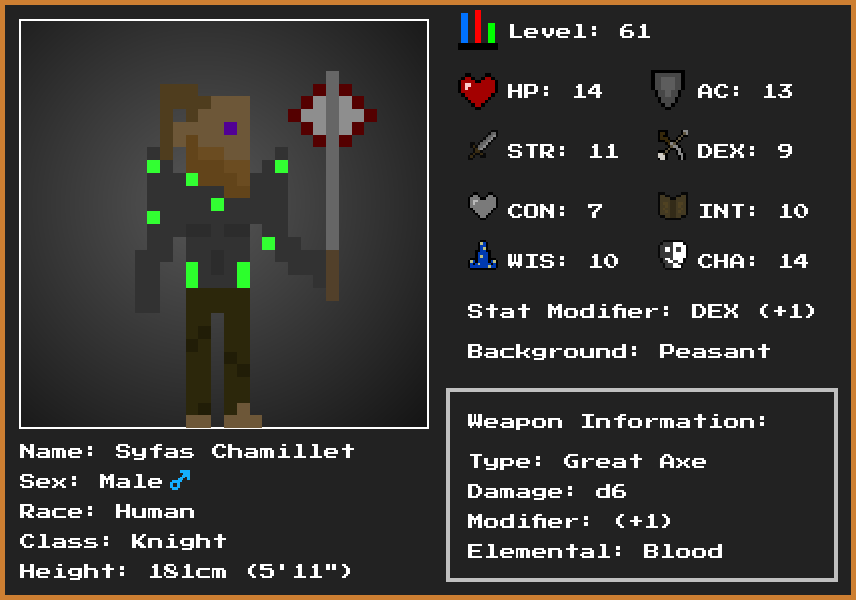 Level: 61
HP: 14
AC: 13
STR: 11
DEX: 9
CON: 7
INT: 10
WIS: 10
CHA: 14
Stat Modifier: DEX (+1)
Background: Peasant
Weapon Information:
Type: Great Axe
Damage: d6
Modifier: (+1)
Elemental: Blood
Name: Syfas Chamillet
Sex: Male ♂
Race: Human
Class: Knight
Height: 181cm (5'11")